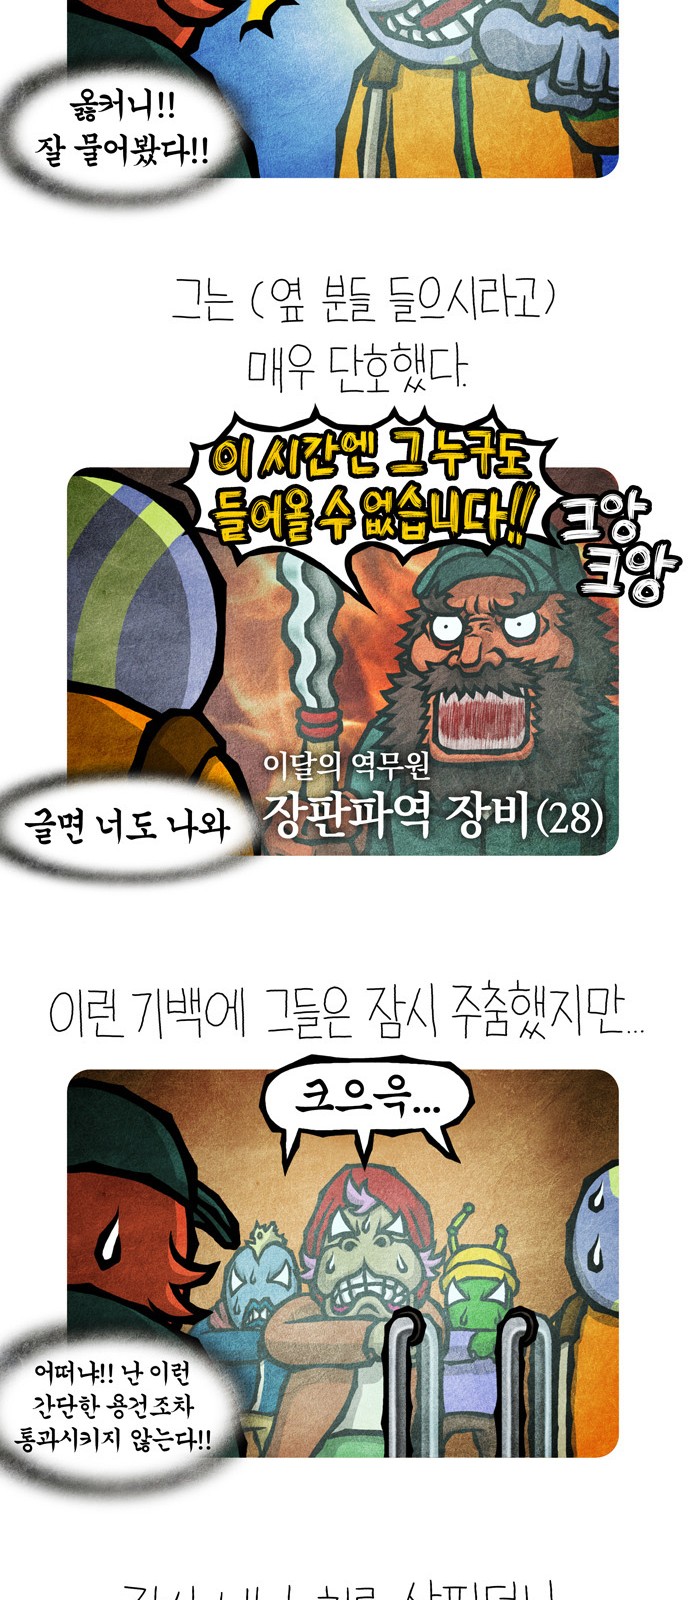 옳커니!!
잘 물어봤다!!
그는 (옆 분들 들으시라고)
매우 단호했다.
이 시간엔 그 누구도
들어올 수 없습니다!!
크앙
크앙
이달의 역무원
장판파역 장비(28)
글면 너도 나와
이런 기백에 그들은 잠시 주춤했지만...
크으윽...
어떠냐!! 난 이런
간단한 용건조차
통과시키지 않는다!!